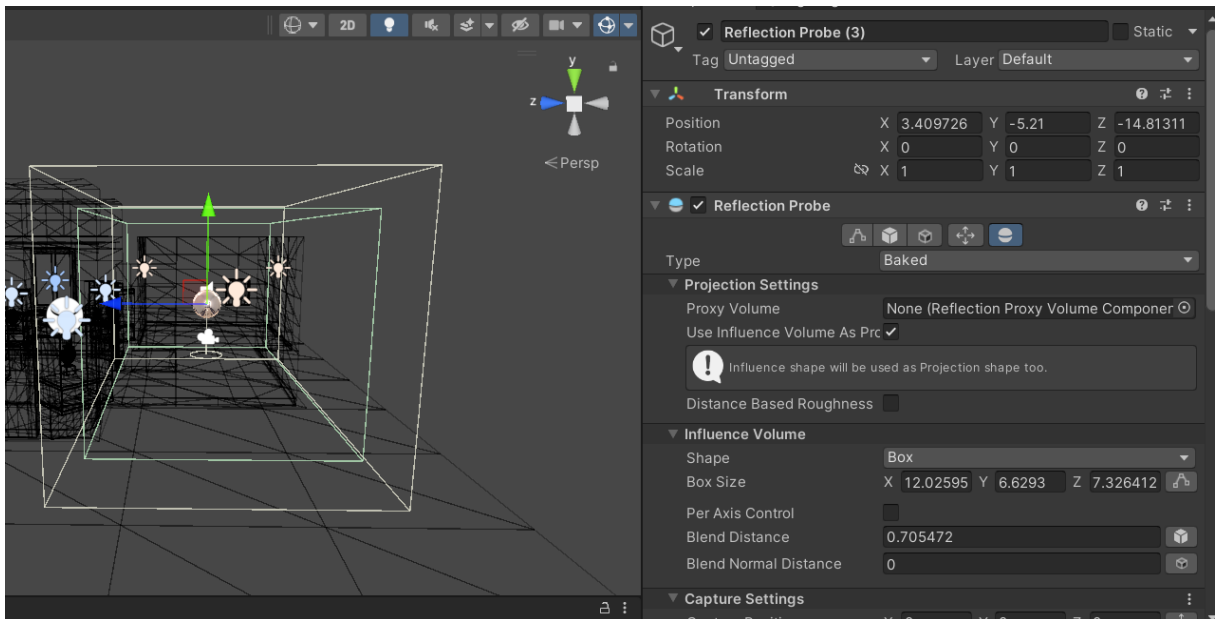 2D
y
z
Persp
Reflection Probe (3)
Static
Tag Untagged
Layer Default
Transform
Position X 3.409726 Y -5.21 Z -14.81311
Rotation X 0 Y 0 Z 0
Scale X 1 Y 1 Z 1
Reflection Probe
Type Baked
Projection Settings
Proxy Volume None (Reflection Proxy Volume Componer
Use Influence Volume As Prc
Influence shape will be used as Projection shape too.
Distance Based Roughness
Influence Volume
Shape Box
Box Size X 12.02595 Y 6.6293 Z 7.326412
Per Axis Control
Blend Distance 0.705472
Blend Normal Distance 0
Capture Settings